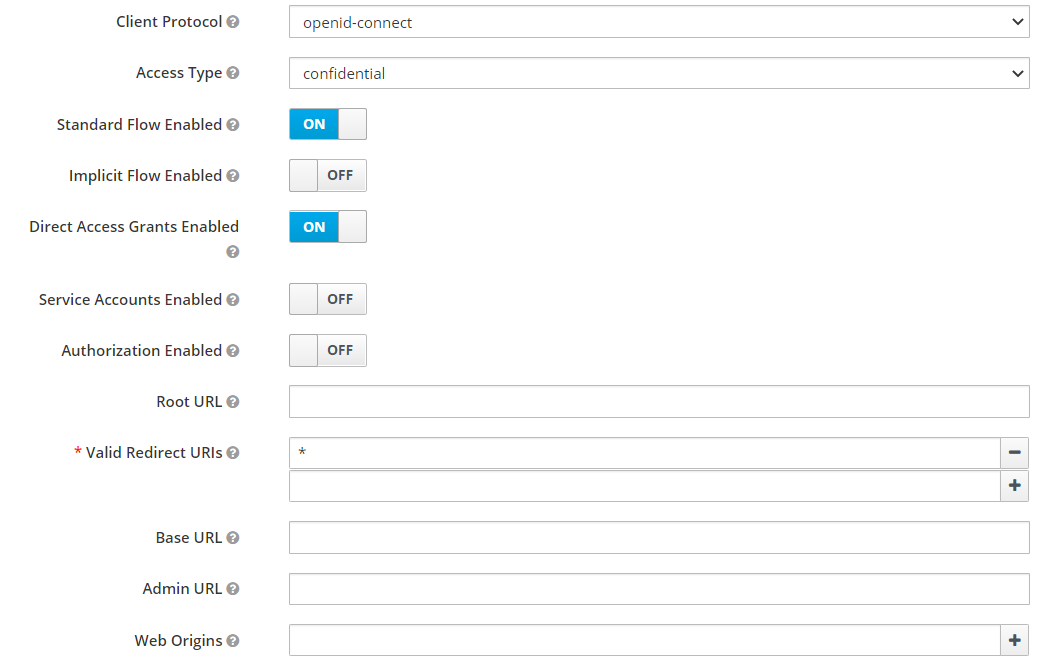 Client Protocol
openid-connect
Access Type
confidential
Standard Flow Enabled
ON
Implicit Flow Enabled
OFF
Direct Access Grants Enabled
ON
Service Accounts Enabled
OFF
Authorization Enabled
OFF
Root URL
* Valid Redirect URIs
*
Base URL
Admin URL
Web Origins